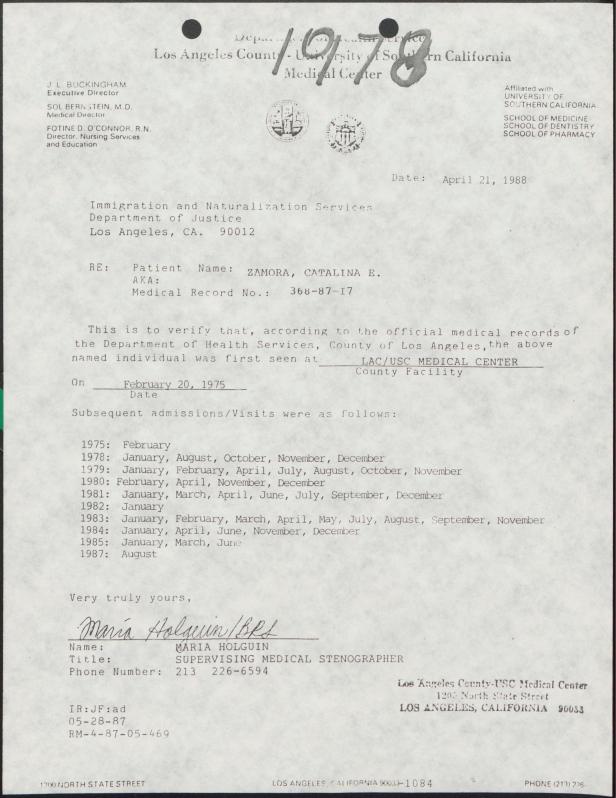 1978
Department of Health Services
Los Angeles County - University of Southern California
Medical Center
J. L. BUCKINGHAM
Executive Director
SOL BERNSTEIN, M.D.
Medical Director
FOTINE D. O'CONNOR, R.N.
Director, Nursing Services
and Education
Affiliated with
UNIVERSITY OF
SOUTHERN CALIFORNIA
SCHOOL OF MEDICINE
SCHOOL OF DENTISTRY
SCHOOL OF PHARMACY
Date: April 21, 1988
Immigration and Naturalization Services
Department of Justice
Los Angeles, CA. 90012
RE: Patient Name: ZAMORA, CATALINA E.
AKA:
Medical Record No.: 368-87-17
This is to verify that, according to the official medical records of
the Department of Health Services, County of Los Angeles, the above
named individual was first seen at LAC/USC MEDICAL CENTER
County Facility
On February 20, 1975
Date
Subsequent admissions/Visits were as follows:
1975: February
1978: January, August, October, November, December
1979: January, February, April, July, August, October, November
1980: February, April, November, December
1981: January, March, April, June, July, September, December
1982: January
1983: January, February, March, April, May, July, August, September, November
1984: January, April, June, November, December
1985: January, March, June
1987: August
Very truly yours,
Maria Holguin/BRS
Name: MARIA HOLGUIN
Title: SUPERVISING MEDICAL STENOGRAPHER
Phone Number: 213 226-6594
Los Angeles County-USC Medical Center
1200 North State Street
LOS ANGELES, CALIFORNIA 90033
IR:JF:ad
05-28-87
RM-4-87-05-469
1200 NORTH STATE STREET
LOS ANGELES, CALIFORNIA 90033-1084
PHONE (213) 226-